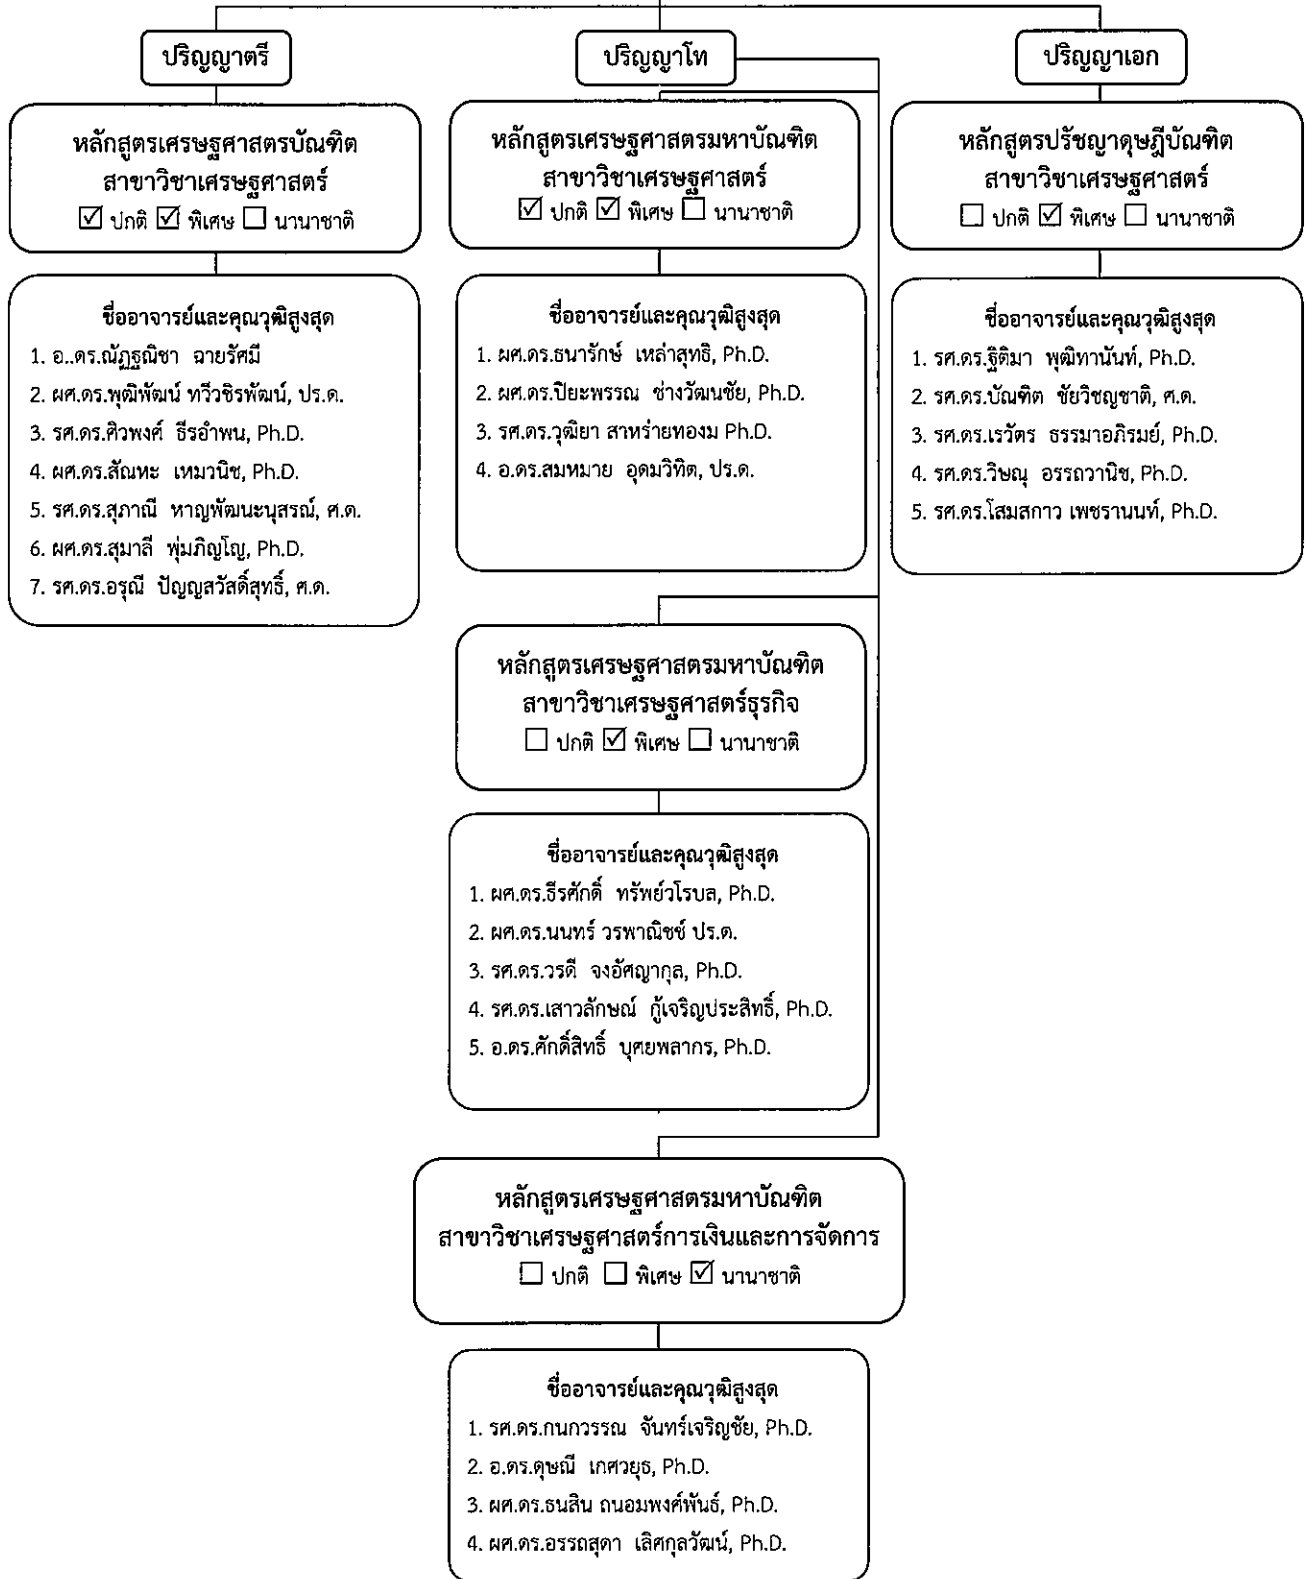 ปริญญาตรี
หลักสูตรเศรษฐศาสตรบัณฑิต
สาขาวิชาเศรษฐศาสตร์
☑ ปกติ ☑ พิเศษ ☐ นานาชาติ
ชื่ออาจารย์และคุณวุฒิสูงสุด
1. อ..ดร.ณัฏฐณิชา ฉายรัศมี
2. ผศ.ดร.พุฒิพัฒน์ ทวีวชิรพัฒน์, ปร.ด.
3. รศ.ดร.ศิวพงศ์ ธีรอำพน, Ph.D.
4. ผศ.ดร.สัณหะ เหมวนิช, Ph.D.
5. รศ.ดร.สุภาณี หาญพัฒนะนุสรณ์, ศ.ด.
6. ผศ.ดร.สุมาลี พุ่มภิญโญ, Ph.D.
7. รศ.ดร.อรุณี ปัญญสวัสดิ์สุทธิ์, ศ.ด.
ปริญญาโท
หลักสูตรเศรษฐศาสตรมหาบัณฑิต
สาขาวิชาเศรษฐศาสตร์
☑ ปกติ ☑ พิเศษ ☐ นานาชาติ
ชื่ออาจารย์และคุณวุฒิสูงสุด
1. ผศ.ดร.ธนารักษ์ เหล่าสุทธิ, Ph.D.
2. ผศ.ดร.ปิยะพรรณ ช่างวัฒนชัย, Ph.D.
3. รศ.ดร.วุฒิยา สาหร่ายทองม Ph.D.
4. อ.ดร.สมหมาย อุดมวิทิต, ปร.ด.
หลักสูตรเศรษฐศาสตรมหาบัณฑิต
สาขาวิชาเศรษฐศาสตร์ธุรกิจ
☐ ปกติ ☑ พิเศษ ☐ นานาชาติ
ชื่ออาจารย์และคุณวุฒิสูงสุด
1. ผศ.ดร.ธีรศักดิ์ ทรัพย์วโรบล, Ph.D.
2. ผศ.ดร.นนทร์ วรพาณิชช์ ปร.ด.
3. รศ.ดร.วรดี จงอัศญากุล, Ph.D.
4. รศ.ดร.เสาวลักษณ์ กู้เจริญประสิทธิ์, Ph.D.
5. อ.ดร.ศักดิ์สิทธิ์ บุศยพลากร, Ph.D.
หลักสูตรเศรษฐศาสตรมหาบัณฑิต
สาขาวิชาเศรษฐศาสตร์การเงินและการจัดการ
☐ ปกติ ☐ พิเศษ ☑ นานาชาติ
ชื่ออาจารย์และคุณวุฒิสูงสุด
1. รศ.ดร.กนกวรรณ จันทร์เจริญชัย, Ph.D.
2. อ.ดร.ดุษณี เกศวยุธ, Ph.D.
3. ผศ.ดร.ธนสิน ถนอมพงศ์พันธ์, Ph.D.
4. ผศ.ดร.อรรถสุดา เลิศกุลวัฒน์, Ph.D.
ปริญญาเอก
หลักสูตรปรัชญาดุษฎีบัณฑิต
สาขาวิชาเศรษฐศาสตร์
☐ ปกติ ☑ พิเศษ ☐ นานาชาติ
ชื่ออาจารย์และคุณวุฒิสูงสุด
1. รศ.ดร.ฐิติมา พุฒิทานันท์, Ph.D.
2. รศ.ดร.บัณฑิต ชัยวิชญชาติ, ศ.ด.
3. รศ.ดร.เรวัตร ธรรมาอภิรมย์, Ph.D.
4. รศ.ดร.วิษณุ อรรถวานิช, Ph.D.
5. รศ.ดร.โสมสกาว เพชรานนท์, Ph.D.